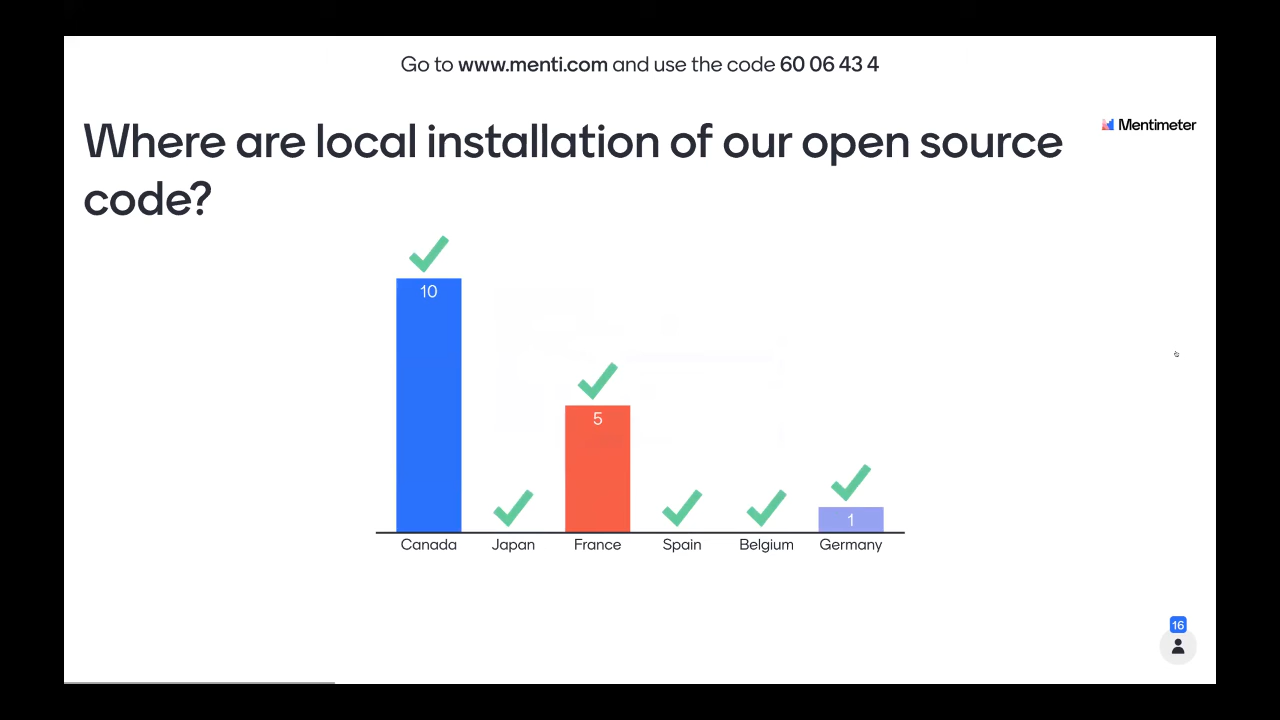 Go to www.menti.com and use the code 60 06 43 4
Mentimeter
Where are local installation of our open source
code?
10
5
1
Canada Japan France Spain Belgium Germany
16